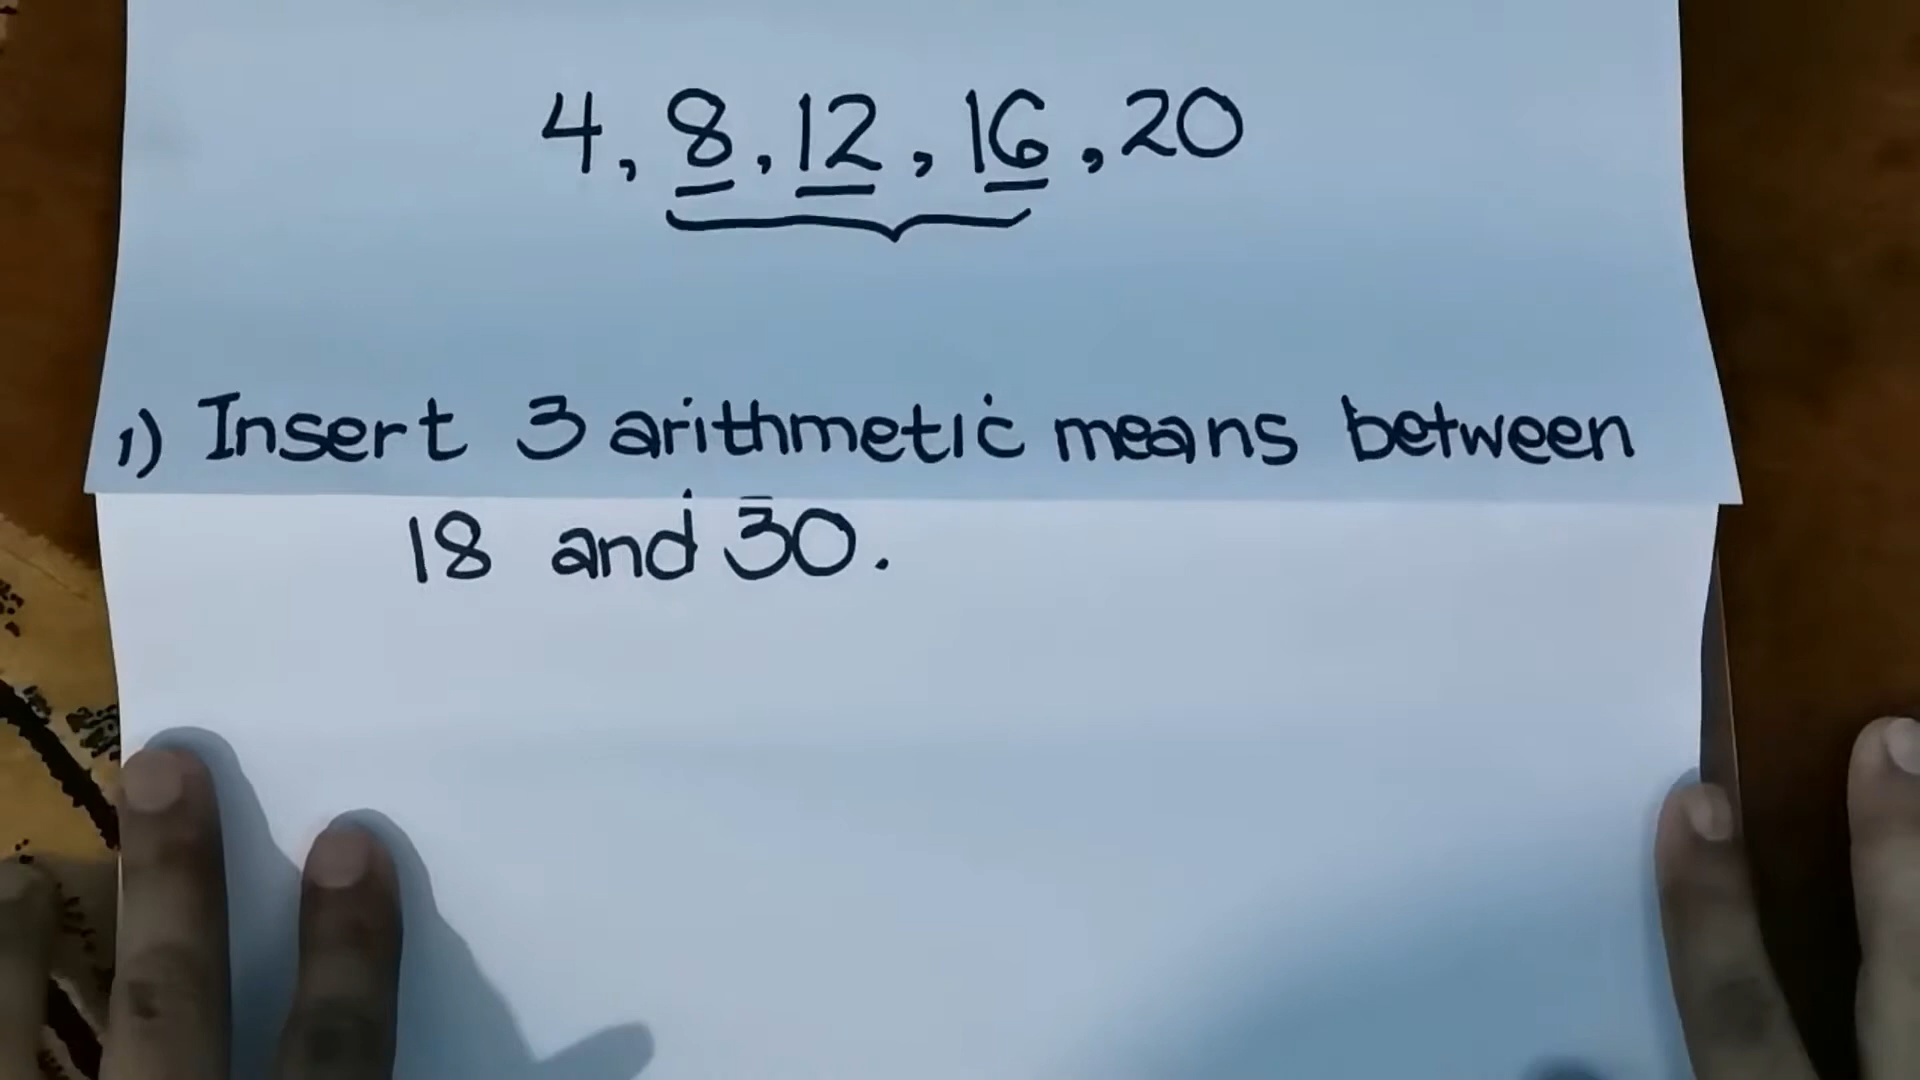 4, 8, 12, 16, 20
1) Insert 3 arithmetic means between
18 and 30.